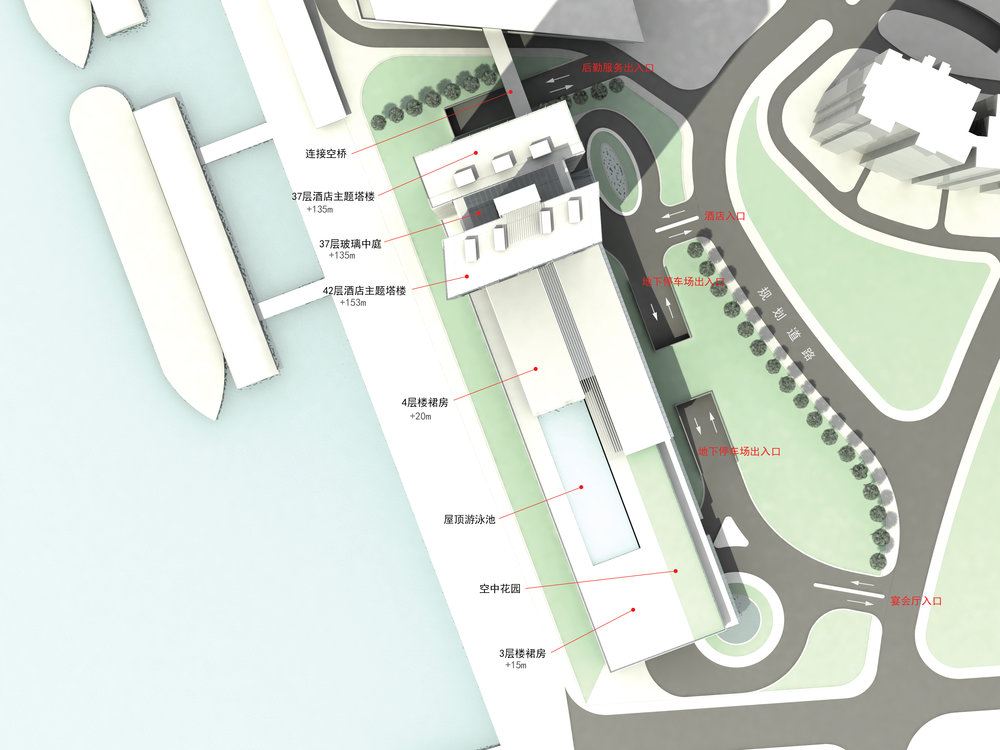 后勤服务出入口
连接空桥
37层酒店主题塔楼
+135m
酒店入口
37层玻璃中庭
+135m
地下停车场出入口
42层酒店主题塔楼
+153m
规划道路
4层楼裙房
+20m
地下停车场出入口
屋顶游泳池
空中花园
宴会厅入口
3层楼裙房
+15m